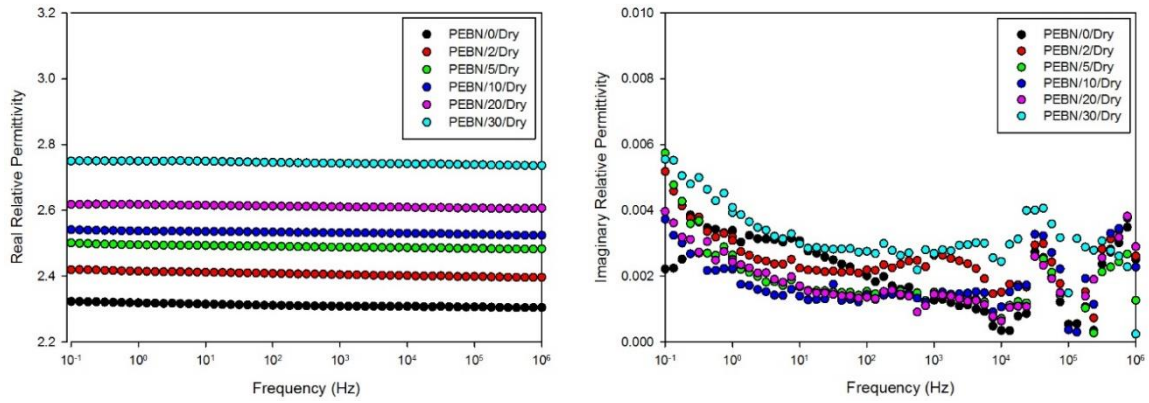 3.2
3.0
2.8
2.6
2.4
2.2
Real Relative Permittivity
PEBN/0/Dry
PEBN/2/Dry
PEBN/5/Dry
PEBN/10/Dry
PEBN/20/Dry
PEBN/30/Dry
10⁻¹ 10⁰ 10¹ 10² 10³ 10⁴ 10⁵ 10⁶
Frequency (Hz)
0.010
0.008
0.006
0.004
0.002
0.000
Imaginary Relative Permittivity
PEBN/0/Dry
PEBN/2/Dry
PEBN/5/Dry
PEBN/10/Dry
PEBN/20/Dry
PEBN/30/Dry
10⁻¹ 10⁰ 10¹ 10² 10³ 10⁴ 10⁵ 10⁶
Frequency (Hz)